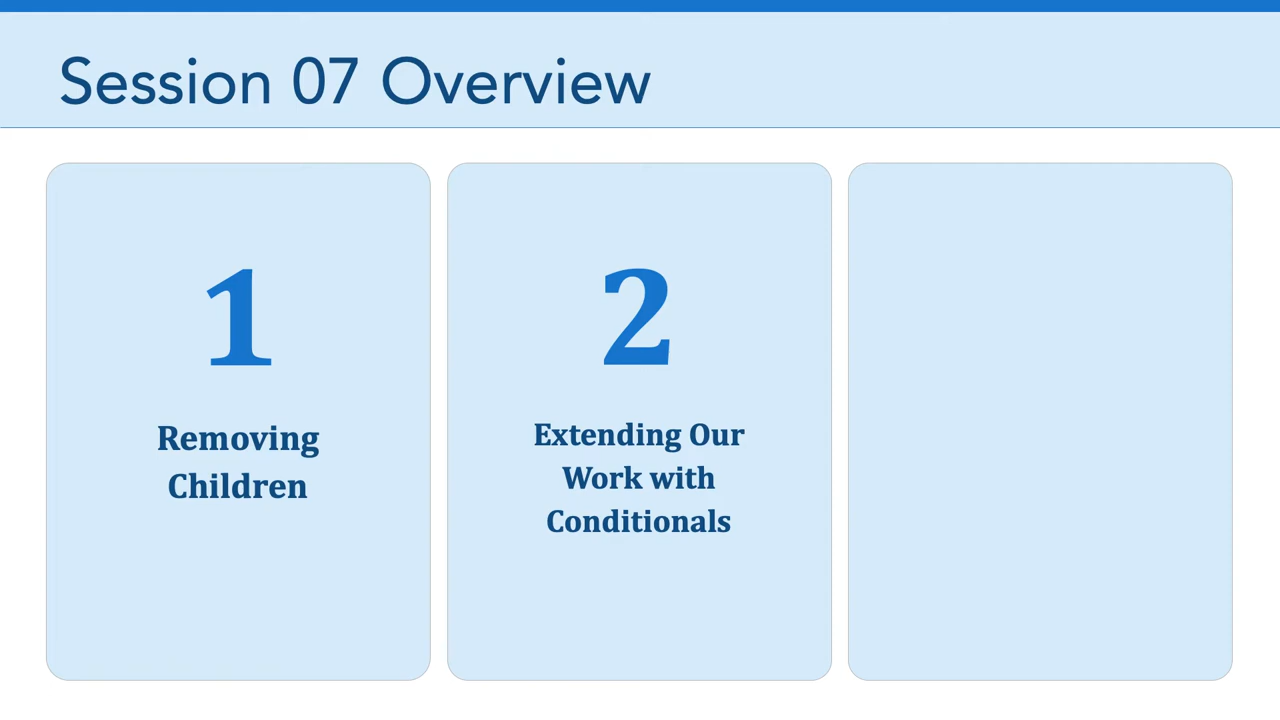 Session 07 Overview
1
Removing
Children
2
Extending Our
Work with
Conditionals